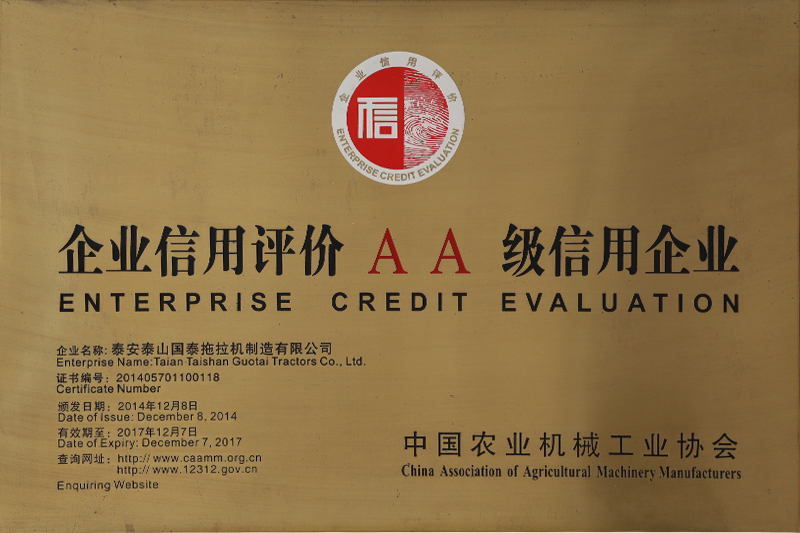 企业信用评价
信
ENTERPRISE CREDIT EVALUATION
企业信用评价 AA 级信用企业
ENTERPRISE CREDIT EVALUATION
企业名称: 泰安泰山国泰拖拉机制造有限公司
Enterprise Name:Taian Taishan Guotai Tractors Co., Ltd.
证书编号: 201405701100118
Certificate Number
颁发日期: 2014年12月8日
Date of Issue: December 8, 2014
有效期至: 2017年12月7日
Date of Expiry: December 7, 2017
查询网址: http://www.caamm.org.cn
http://www.12312.gov.cn
Enquiring Website
中国农业机械工业协会
China Association of Agricultural Machinery Manufacturers